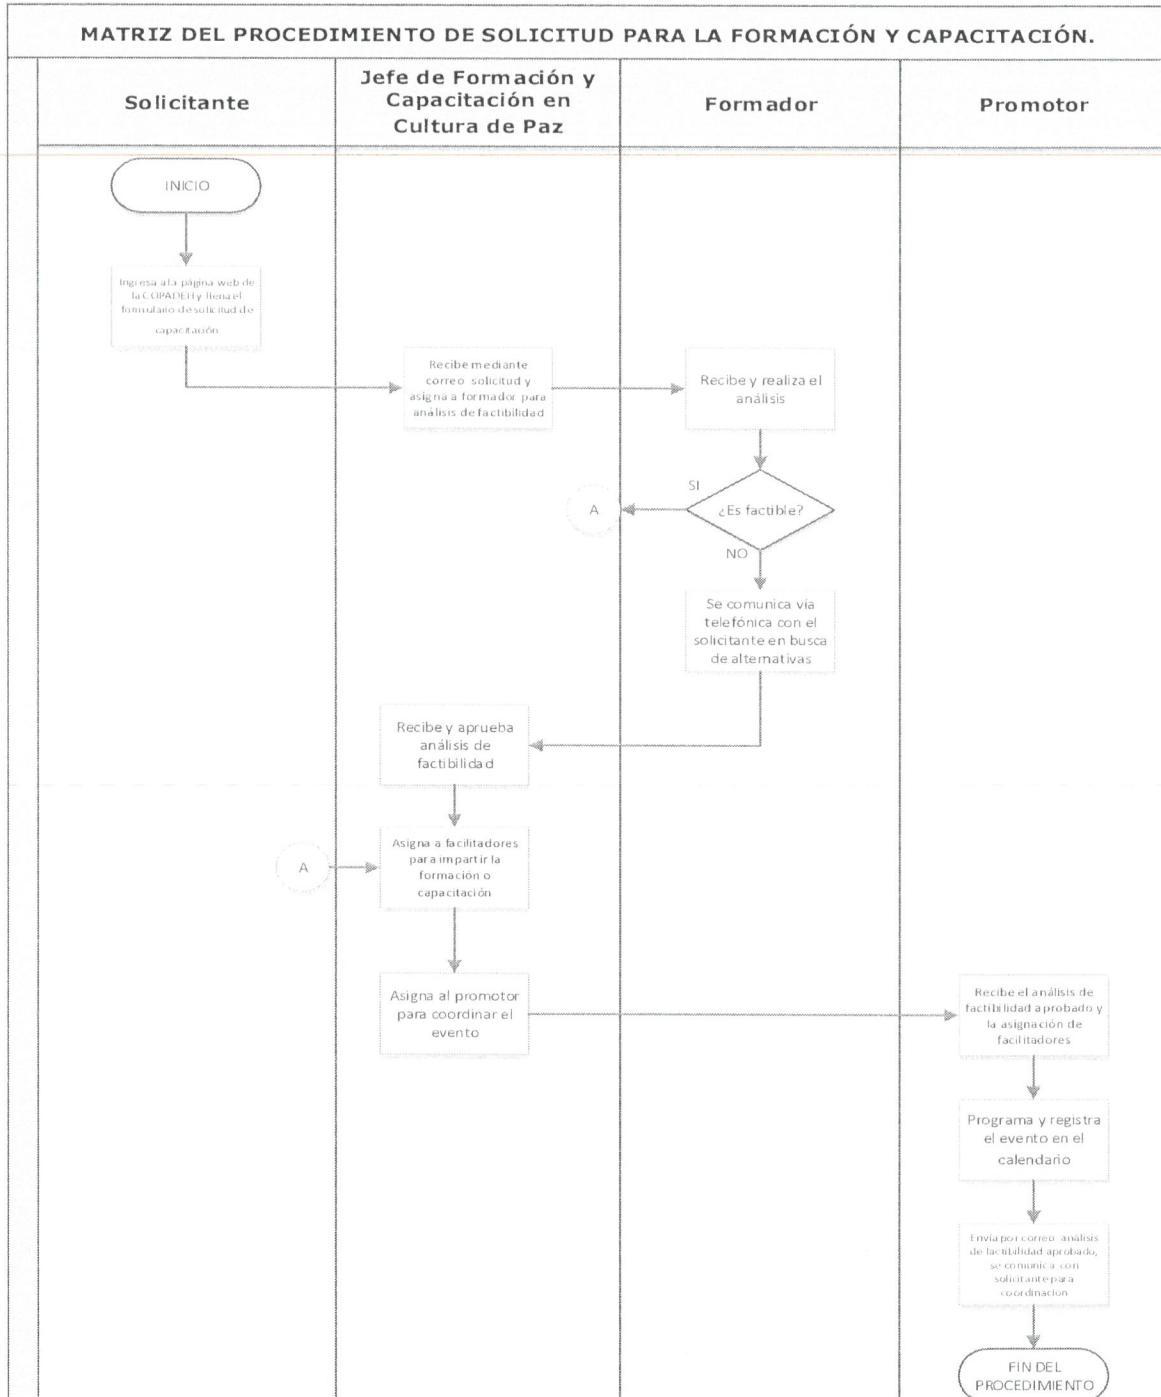 MATRIZ DEL PROCEDIMIENTO DE SOLICITUD PARA LA FORMACIÓN Y CAPACITACIÓN.
Solicitante
Jefe de Formación y
Capacitación en
Cultura de Paz
Formador
Promotor
INICIO
Ingresa a la página web de
la COPADEH y llena el
formulario de solicitud de
capacitación
Recibe mediante
correo solicitud y
asigna a formador para
análisis de factibilidad
Recibe y realiza el
análisis
SI
A
¿Es factible?
NO
Se comunica vía
telefónica con el
solicitante en busca
de alternativas
Recibe y aprueba
análisis de
factibilidad
A
Asigna a facilitadores
para impartir la
formación o
capacitación
Asigna al promotor
para coordinar el
evento
Recibe el análisis de
factibilidad aprobado y
la asignación de
facilitadores
Programa y registra
el evento en el
calendario
Envía por correo análisis
de factibilidad aprobado,
se comunica con
solicitante para
coordinacion
FIN DEL
PROCEDIMIENTO